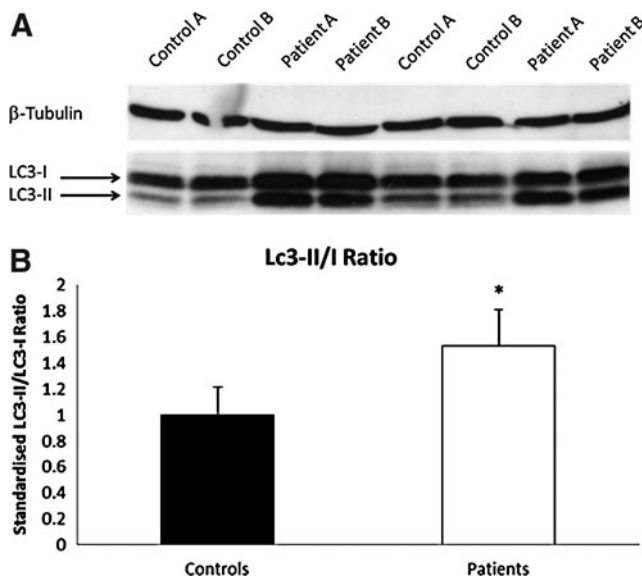 A
Control A Control B Patient A Patient B Control A Control B Patient A Patient B
β-Tubulin
LC3-I
LC3-II
B
Lc3-II/I Ratio
Standardised LC3-II/LC3-I Ratio
2
1.8
*
1.6
1.4
1.2
1
0.8
0.6
0.4
0.2
0
Controls Patients